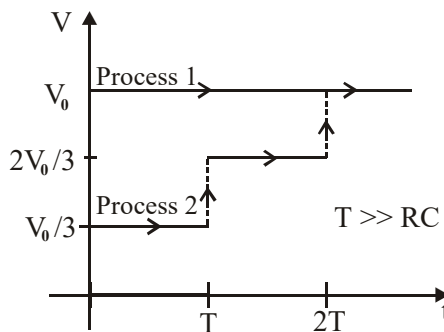 V
Process 1
V₀
2V₀/3
Process 2
V₀/3
T >> RC
T
2T
t